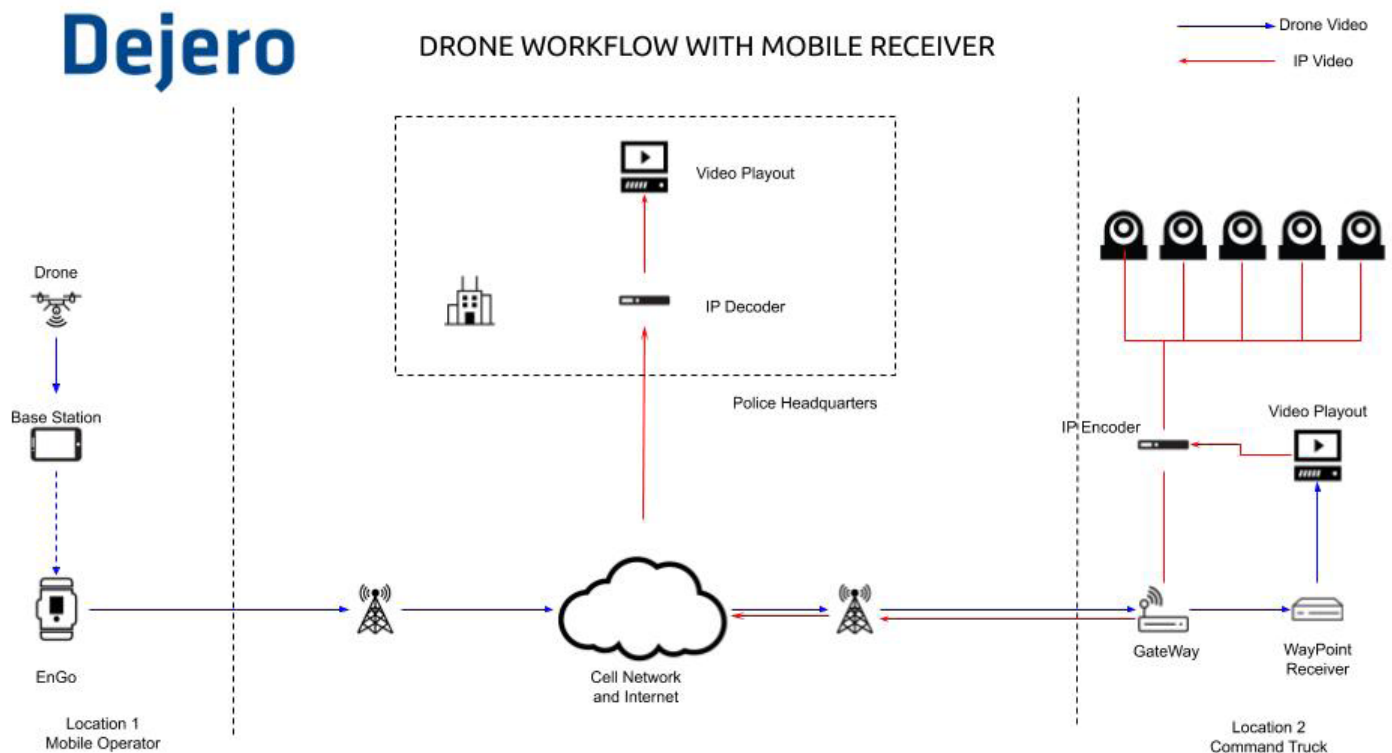 Dejero
DRONE WORKFLOW WITH MOBILE RECEIVER
Drone Video
IP Video
Video Playout
IP Decoder
Police Headquarters
Drone
Base Station
EnGo
Location 1
Mobile Operator
Cell Network
and Internet
IP Encoder
Video Playout
GateWay
WayPoint
Receiver
Location 2
Command Truck